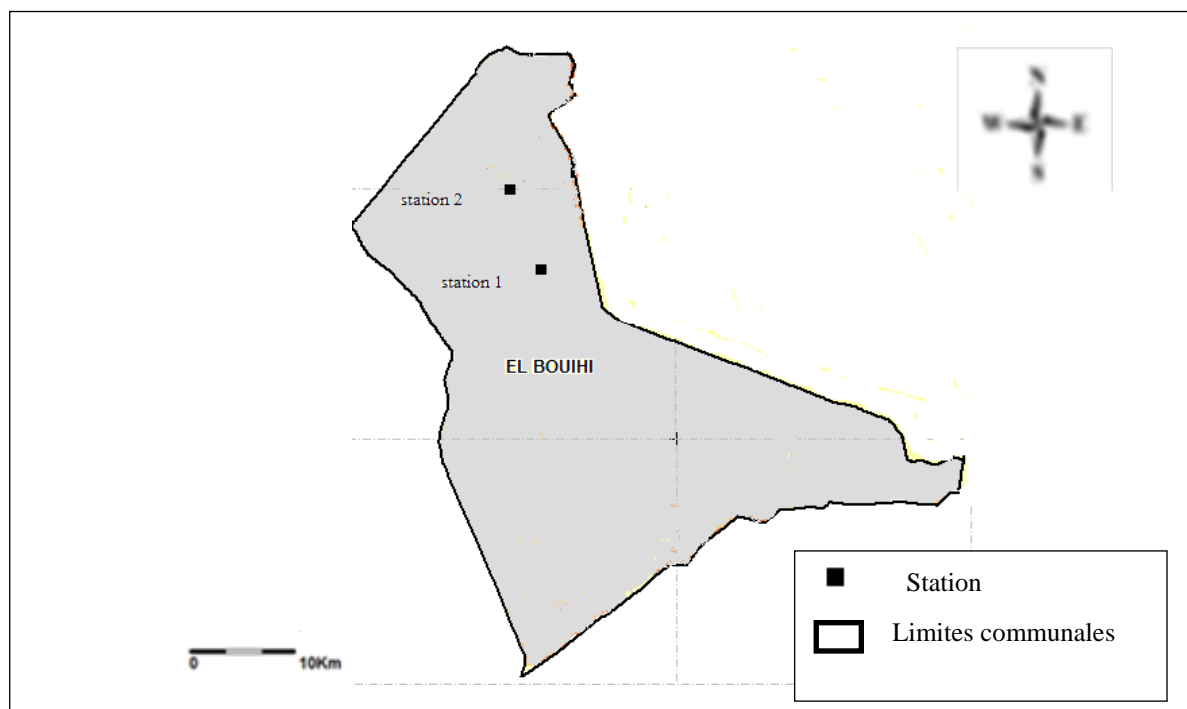 N
W E
S
station 2
station 1
EL BOUIHI
Station
Limites communales
0 10Km